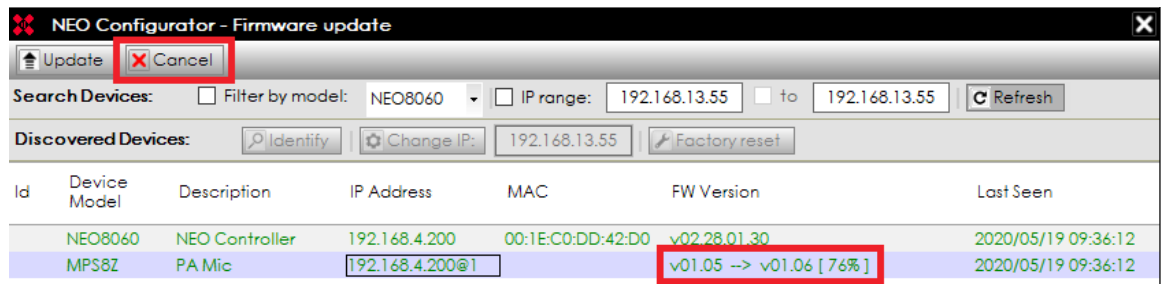 NEO Configurator - Firmware update
Update Cancel
Search Devices: Filter by model: NEO8060 IP range: 192.168.13.55 to 192.168.13.55 Refresh
Discovered Devices: Identify Change IP: 192.168.13.55 Factory reset
Id Device Model Description IP Address MAC FW Version Last Seen
NEO8060 NEO Controller 192.168.4.200 00:1E:C0:DD:42:D0 v02.28.01.30 2020/05/19 09:36:12
MPS8Z PA Mic 192.168.4.200@1 v01.05 --> v01.06 [ 76% ] 2020/05/19 09:36:12